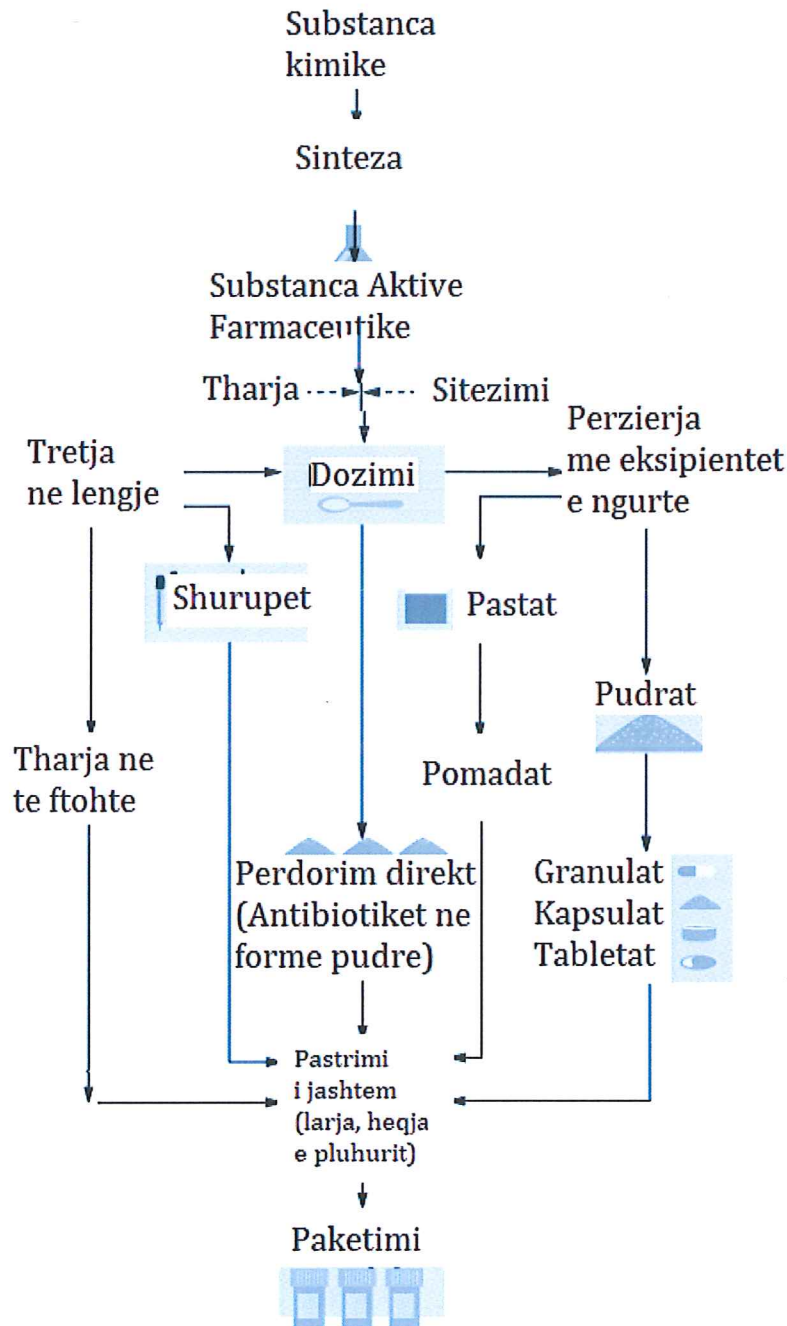 Substanca
kimike
Sinteza
Substanca Aktive
Farmaceutike
Tharja
Sitezimi
Tretja
ne lengje
Dozimi
Perzierja
me eksipientet
e ngurte
Shurupet
Pastat
Pudrat
Tharja ne
te ftohte
Pomadat
Perdorim direkt
(Antibiotiket ne
forme pudre)
Granulat
Kapsulat
Tabletat
Pastrimi
i jashtem
(larja, heqja
e pluhurit)
Paketimi